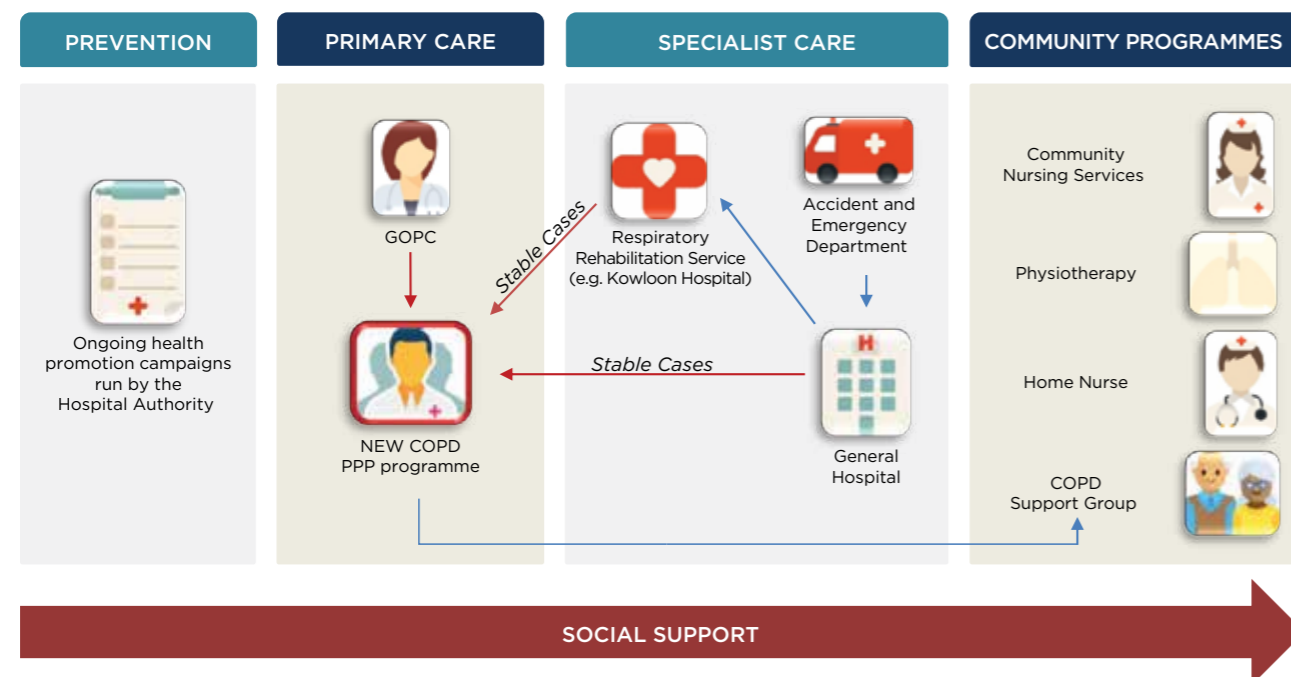 PREVENTION
PRIMARY CARE
SPECIALIST CARE
COMMUNITY PROGRAMMES
Ongoing health
promotion campaigns
run by the
Hospital Authority
GOPC
NEW COPD
PPP programme
Stable Cases
Respiratory
Rehabilitation Service
(e.g. Kowloon Hospital)
Accident and
Emergency
Department
Stable Cases
H
General
Hospital
Community
Nursing Services
Physiotherapy
Home Nurse
COPD
Support Group
SOCIAL SUPPORT